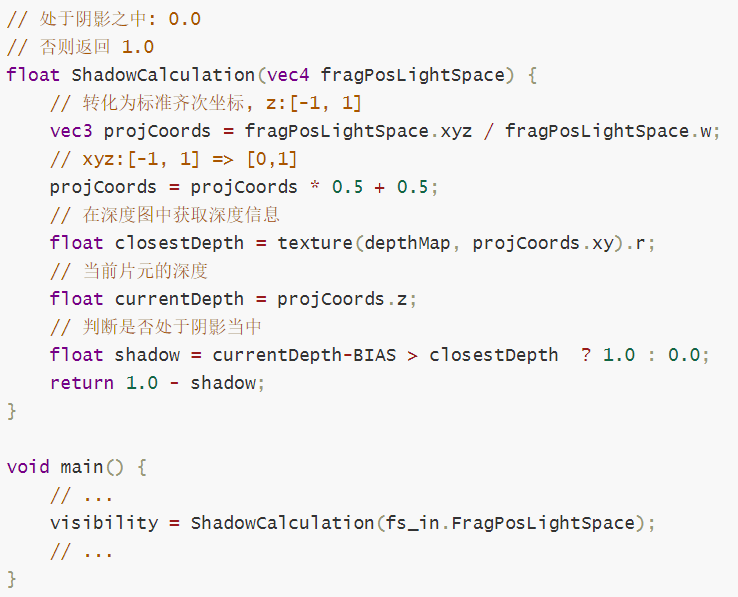 // 处于阴影之中: 0.0
// 否则返回 1.0
float ShadowCalculation(vec4 fragPosLightSpace) {
    // 转化为标准齐次坐标, z:[-1, 1]
    vec3 projCoords = fragPosLightSpace.xyz / fragPosLightSpace.w;
    // xyz:[-1, 1] => [0,1]
    projCoords = projCoords * 0.5 + 0.5;
    // 在深度图中获取深度信息
    float closestDepth = texture(depthMap, projCoords.xy).r;
    // 当前片元的深度
    float currentDepth = projCoords.z;
    // 判断是否处于阴影当中
    float shadow = currentDepth-BIAS > closestDepth  ? 1.0 : 0.0;
    return 1.0 - shadow;
}

void main() {
    // ...
    visibility = ShadowCalculation(fs_in.FragPosLightSpace);
    // ...
}